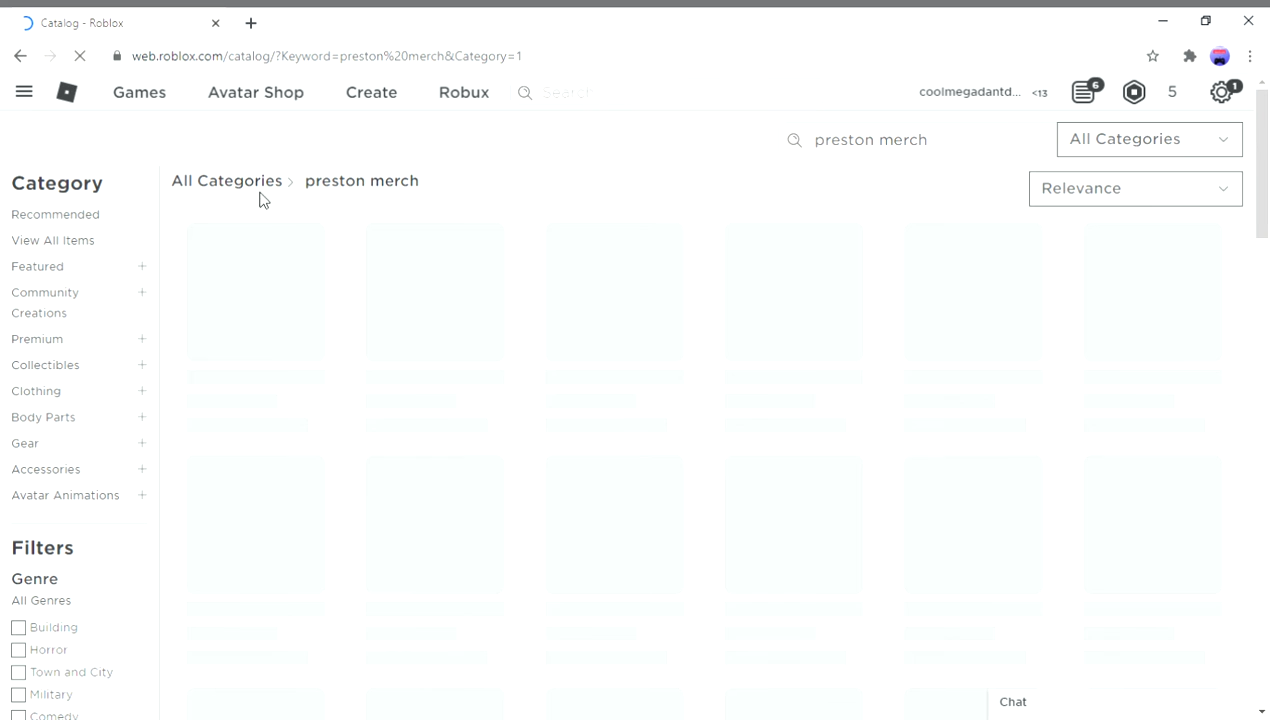 Catalog - Roblox
web.roblox.com/catalog/?Keyword=preston%20merch&Category=1
Games Avatar Shop Create Robux Search coolmegadantd... <13 6 5 1
preston merch All Categories
All Categories > preston merch
Relevance
Category
Recommended
View All Items
Featured +
Community +
Creations
Premium +
Collectibles +
Clothing +
Body Parts +
Gear +
Accessories +
Avatar Animations +
Filters
Genre
All Genres
Building
Horror
Town and City
Military
Comedy
Chat